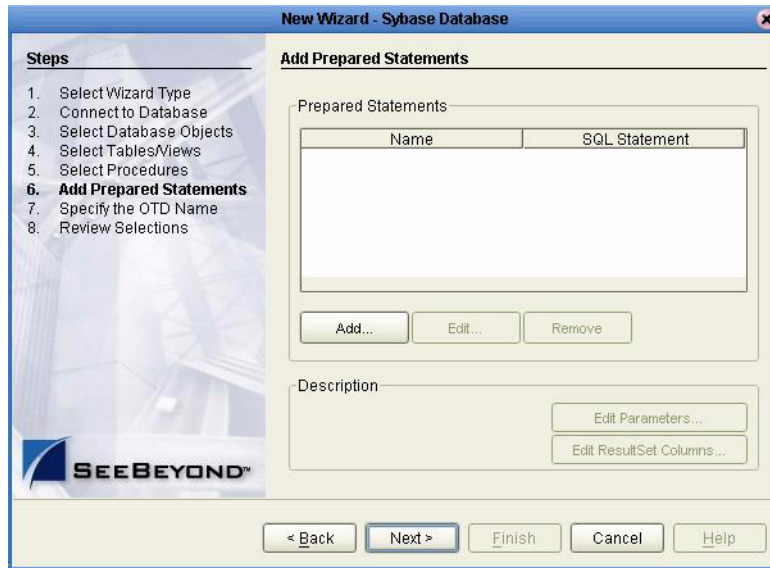 New Wizard - Sybase Database
Steps
1. Select Wizard Type
2. Connect to Database
3. Select Database Objects
4. Select Tables/Views
5. Select Procedures
6. Add Prepared Statements
7. Specify the OTD Name
8. Review Selections
SEEBEYOND™
Add Prepared Statements
Prepared Statements
Name SQL Statement
Add... Edit... Remove
Description
Edit Parameters...
Edit ResultSet Columns...
< Back Next > Finish Cancel Help